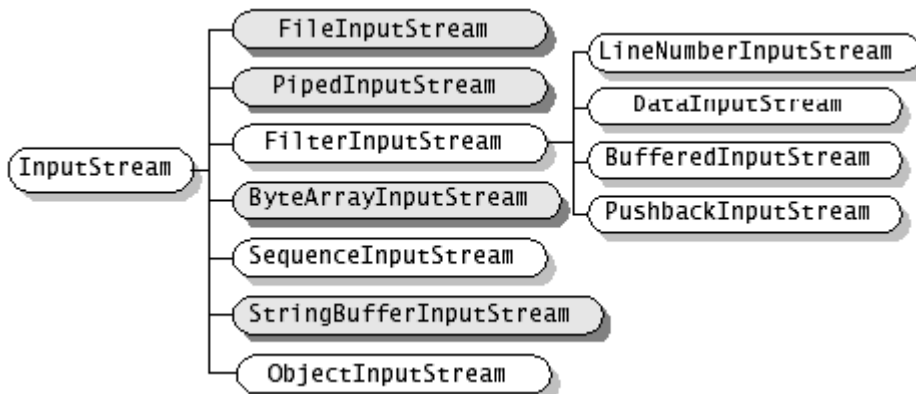 InputStream
FileInputStream
PipedInputStream
FilterInputStream
ByteArrayInputStream
SequenceInputStream
StringBufferInputStream
ObjectInputStream
LineNumberInputStream
DataInputStream
BufferedInputStream
PushbackInputStream